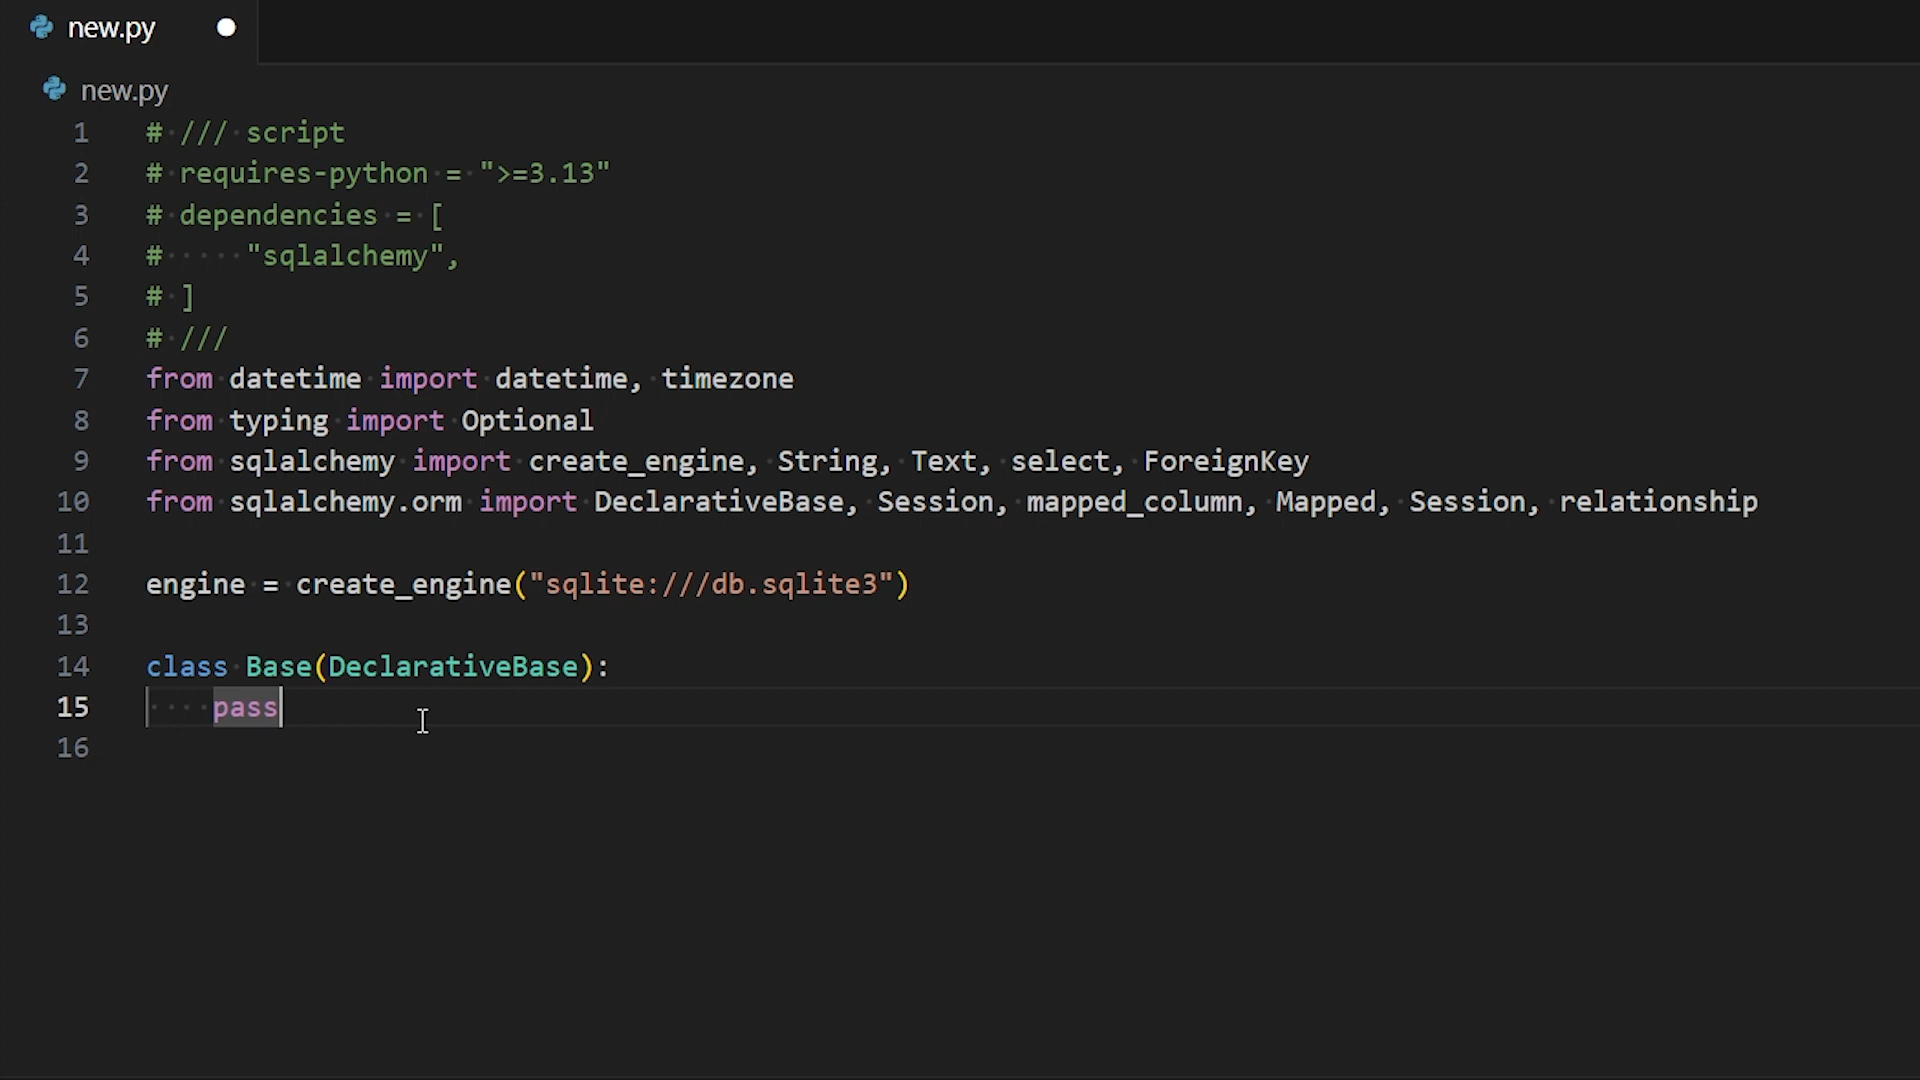 new.py
new.py
1 # /// script
2 # requires-python = ">=3.13"
3 # dependencies = [
4 #     "sqlalchemy",
5 # ]
6 # ///
7 from datetime import datetime, timezone
8 from typing import Optional
9 from sqlalchemy import create_engine, String, Text, select, ForeignKey
10 from sqlalchemy.orm import DeclarativeBase, Session, mapped_column, Mapped, Session, relationship
11
12 engine = create_engine("sqlite:///db.sqlite3")
13
14 class Base(DeclarativeBase):
15     pass
16